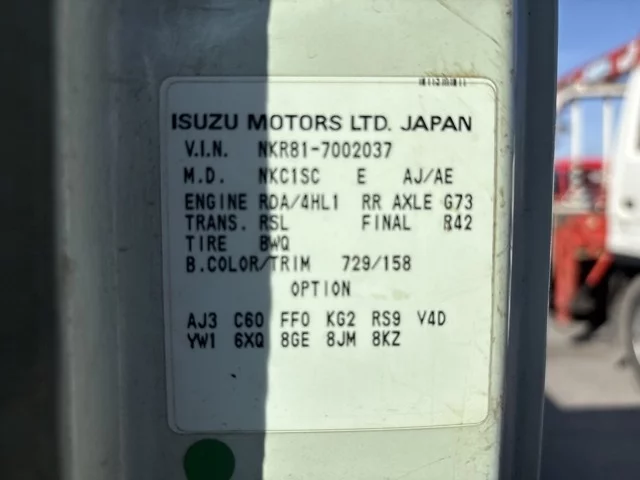 ISUZU MOTORS LTD. JAPAN
V.I.N. NKR81-7002037
M.D. NKC1SC E AJ/AE
ENGINE RDA/4HL1 RR AXLE G73
TRANS. RSL FINAL R42
TIRE BWQ
B.COLOR/TRIM 729/158
OPTION
AJ3 C60 FF0 KG2 RS9 V4D
YW1 6XQ 8GE 8JM 8KZ